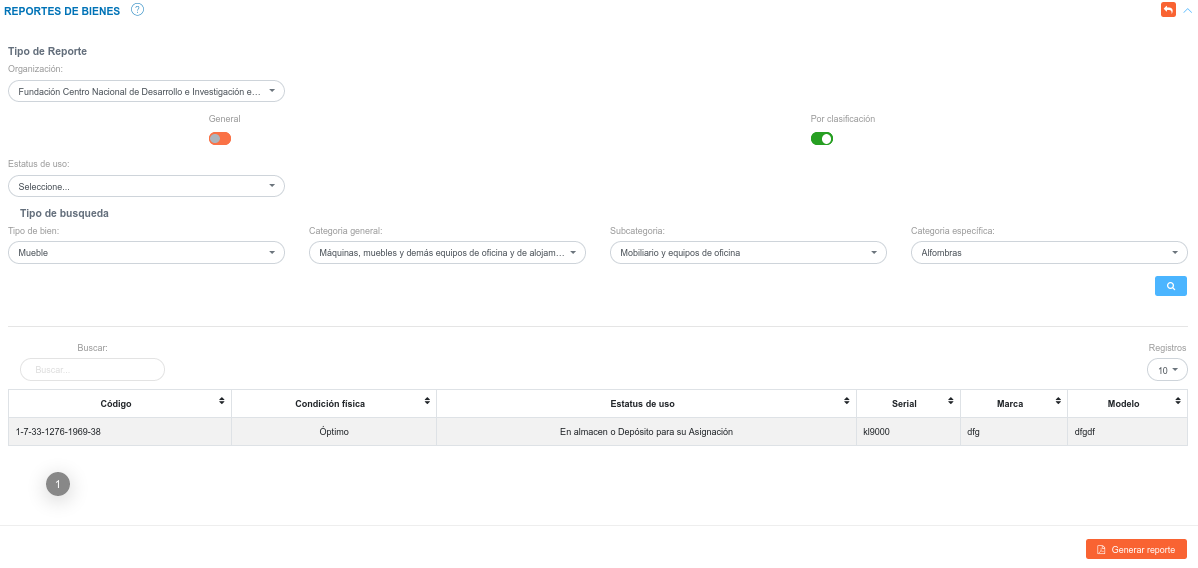 REPORTES DE BIENES ?
Tipo de Reporte
Organización:
Fundación Centro Nacional de Desarrollo e Investigación e...
General
Por clasificación
Estatus de uso:
Seleccione...
Tipo de busqueda
Tipo de bien:
Categoria general:
Subcategoria:
Categoria específica:
Mueble
Máquinas, muebles y demás equipos de oficina y de alojam...
Mobiliario y equipos de oficina
Alfombras
Buscar:
Registros
Buscar...
10
Código Condición física Estatus de uso Serial Marca Modelo
1-7-33-1276-1969-38 Óptimo En almacen o Depósito para su Asignación kl9000 dfg dfgdf
1
Generar reporte